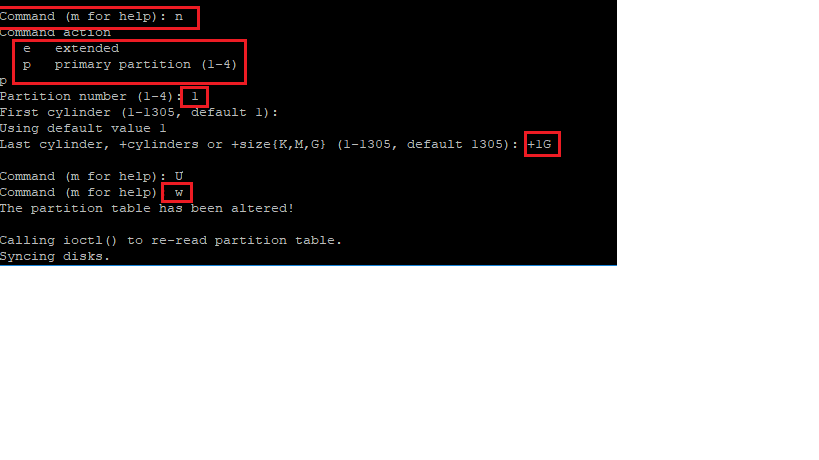 Command (m for help): n
Command action
e extended
p primary partition (1-4)
p
Partition number (1-4): 1
First cylinder (1-1305, default 1):
Using default value 1
Last cylinder, +cylinders or +size{K,M,G} (1-1305, default 1305): +1G
Command (m for help): U
Command (m for help) w
The partition table has been altered!
Calling ioctl() to re-read partition table.
Syncing disks.